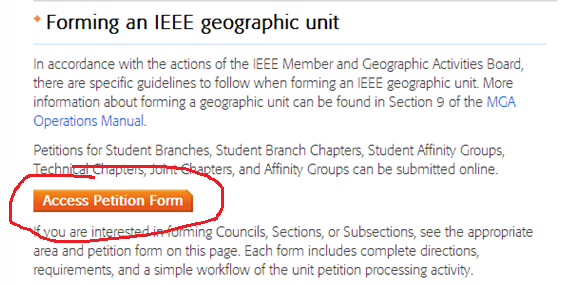 Forming an IEEE geographic unit
In accordance with the actions of the IEEE Member and Geographic Activities Board,
there are specific guidelines to follow when forming an IEEE geographic unit. More
information about forming a geographic unit can be found in Section 9 of the MGA
Operations Manual.
Petitions for Student Branches, Student Branch Chapters, Student Affinity Groups,
Technical Chapters, Joint Chapters, and Affinity Groups can be submitted online.
Access Petition Form
If you are interested in forming Councils, Sections, or Subsections, see the appropriate
area and petition form on this page. Each form includes complete directions,
requirements, and a simple workflow of the unit petition processing activity.